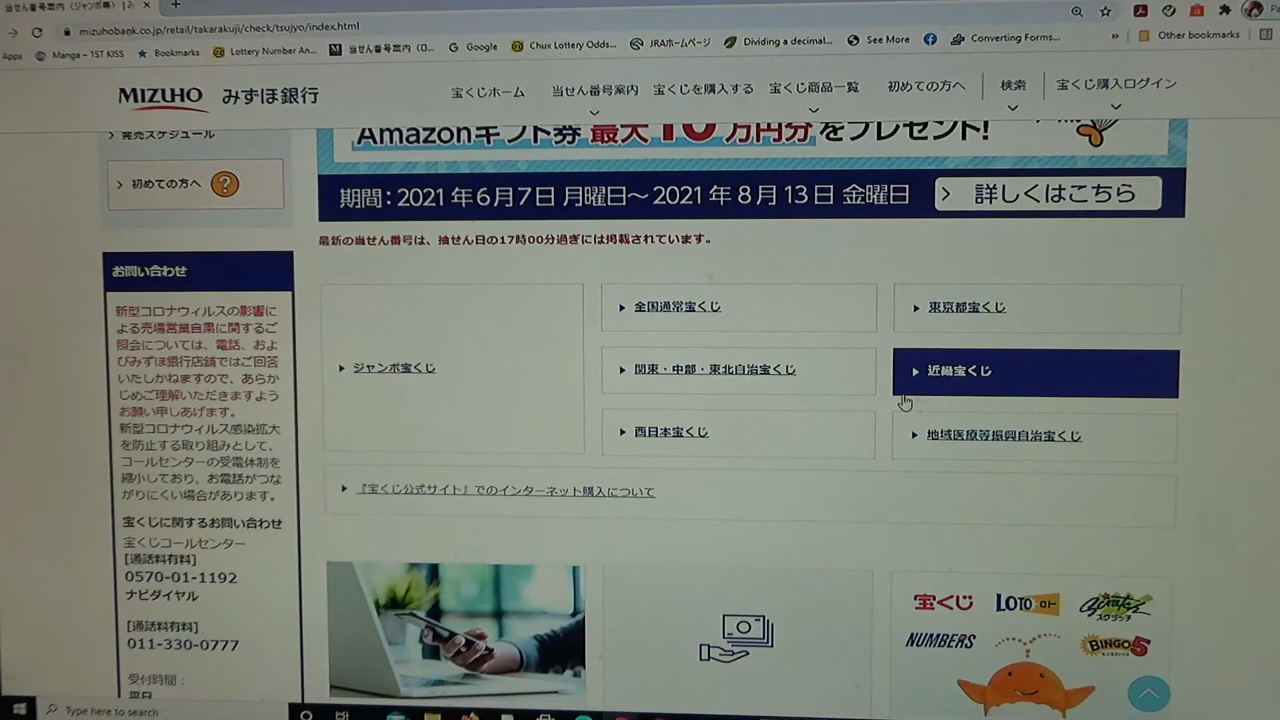 当せん番号案内 (ジャンボ等) | み
mizuhobank.co.jp/retail/takarakuji/check/tsujyo/index.html
Apps
Manga – 1ST KISS
Bookmarks
Lottery Number An...
当せん番号案内 (ロ...
Google
Chux Lottery Odds...
JRAホームページ
Dividing a decimal...
See More
Converting Forms...
»
Other bookmarks
MIZUHO みずほ銀行
宝くじホーム
当せん番号案内
宝くじを購入する
宝くじ商品一覧
初めての方へ
検索
宝くじ購入ログイン
発売スケジュール
初めての方へ ?
Amazonギフト券 最大10万円分をプレゼント!
期間:2021年6月7日 月曜日～2021年8月13日 金曜日
詳しくはこちら
最新の当せん番号は、抽せん日の17時00分過ぎには掲載されています。
お問い合わせ
新型コロナウィルスの影響に
よる売場営業自粛に関するご
照会については、電話、およ
びみずほ銀行店舗ではご回答
いたしかねますので、あらか
じめご理解いただきますよう
お願い申しあげます。
新型コロナウィルス感染拡大
を防止する取り組みとして、
コールセンターの受電体制を
縮小しており、お電話がつな
がりにくい場合があります。
宝くじに関するお問い合わせ
宝くじコールセンター
[通話料有料]
0570-01-1192
ナビダイヤル
[通話料有料]
011-330-0777
受付時間：
平日
ジャンボ宝くじ
全国通常宝くじ
東京都宝くじ
関東・中部・東北自治宝くじ
近畿宝くじ
西日本宝くじ
地域医療等振興自治宝くじ
『宝くじ公式サイト』でのインターネット購入について
宝くじ
LOTO ロト
スクラッチ
NUMBERS
BINGO5
Type here to search